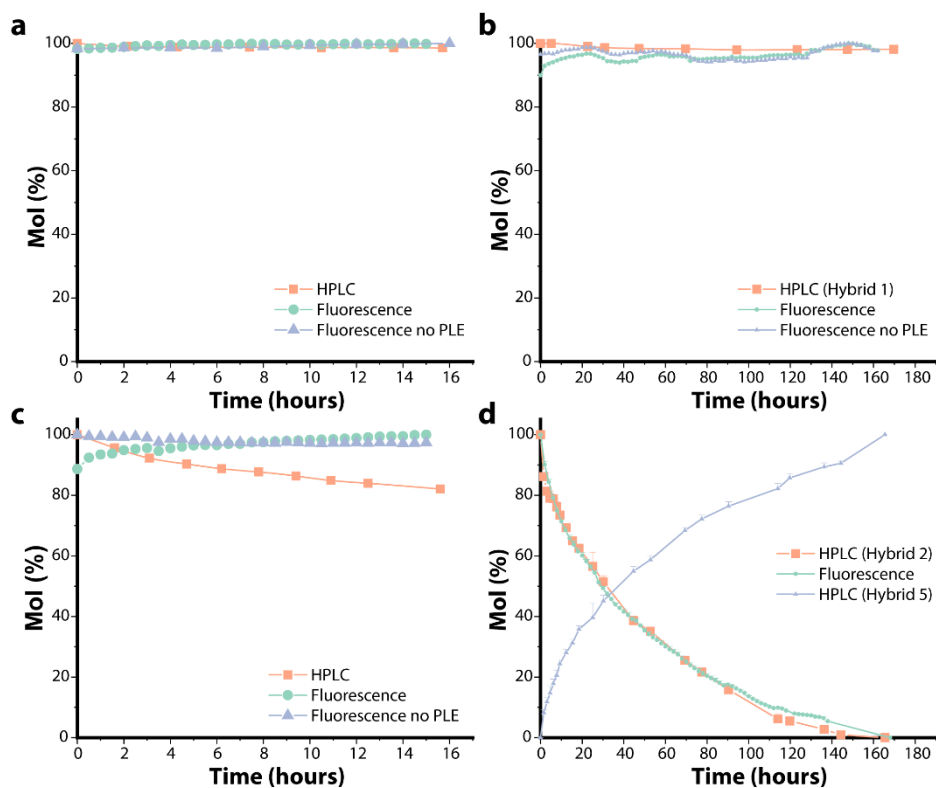 a
Mol (%)
100
80
60
40
20
0
HPLC
Fluorescence
Fluorescence no PLE
0 2 4 6 8 10 12 14 16
Time (hours)
b
Mol (%)
100
80
60
40
20
0
HPLC (Hybrid 1)
Fluorescence
Fluorescence no PLE
0 20 40 60 80 100 120 140 160 180
Time (hours)
c
Mol (%)
100
80
60
40
20
0
HPLC
Fluorescence
Fluorescence no PLE
0 2 4 6 8 10 12 14 16
Time (hours)
d
Mol (%)
100
80
60
40
20
0
HPLC (Hybrid 2)
Fluorescence
HPLC (Hybrid 5)
0 20 40 60 80 100 120 140 160 180
Time (hours)